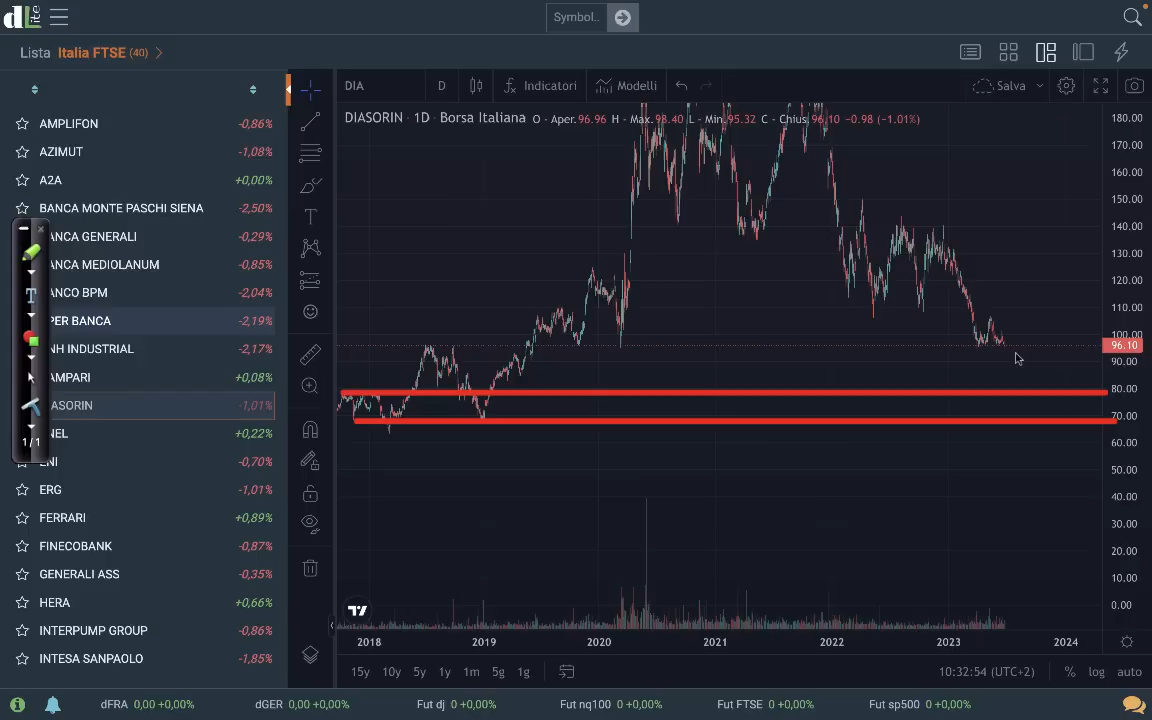 dLite
Symbol..
Lista Italia FTSE (40)
DIA
D
Indicatori
Modelli
Salva
AMPLIFON -0,86%
AZIMUT -1,08%
A2A +0,00%
BANCA MONTE PASCHI SIENA -2,50%
ANCA GENERALI -0,29%
ANCA MEDIOLANUM -0,85%
ANCO BPM -2,04%
PER BANCA -2,19%
NH INDUSTRIAL -2,17%
AMPARI +0,08%
ASORIN -1,01%
NEL +0,22%
ENI -0,70%
ERG -1,01%
FERRARI +0,89%
FINECOBANK -0,87%
GENERALI ASS -0,35%
HERA +0,66%
INTERPUMP GROUP -0,86%
INTESA SANPAOLO -1,85%
T
1/1
DIASORIN · 1D · Borsa Italiana O - Aper.96.96 H - Max.98.40 L - Min.95.32 C - Chius.96.10 −0.98 (−1.01%)
180.00
170.00
160.00
150.00
140.00
130.00
120.00
110.00
100.00
96.10
90.00
80.00
70.00
60.00
50.00
40.00
30.00
20.00
10.00
0.00
2018 2019 2020 2021 2022 2023 2024
15y 10y 5y 1y 1m 5g 1g
10:32:54 (UTC+2) % log auto
dFRA 0,00 +0,00%
dGER 0,00 +0,00%
Fut dj 0 +0,00%
Fut nq100 0 +0,00%
Fut FTSE 0 +0,00%
Fut sp500 0 +0,00%